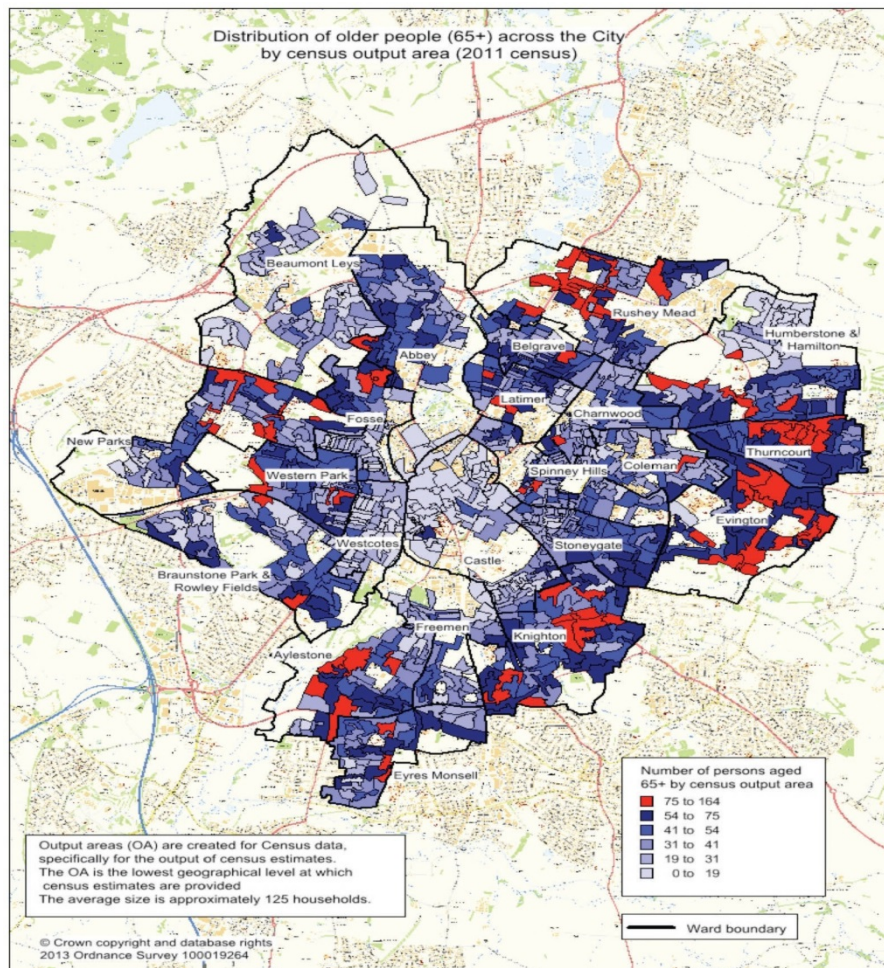 Distribution of older people (65+) across the City
by census output area (2011 census)
Beaumont Leys
Rushey Mead
Humberstone &
Hamilton
Belgrave
Abbey
Latimer
Charnwood
Fosse
New Parks
Thurncourt
Western Park
Spinney Hills
Coleman
Evington
Westcotes
Stoneygate
Castle
Braunstone Park &
Rowley Fields
Freemen
Knighton
Aylestone
Eyres Monsell
Number of persons aged
65+ by census output area
75 to 164
54 to 75
41 to 54
31 to 41
19 to 31
0 to 19
Output areas (OA) are created for Census data,
specifically for the output of census estimates.
The OA is the lowest geographical level at which
census estimates are provided
The average size is approximately 125 households.
Ward boundary
© Crown copyright and database rights
2013 Ordnance Survey 100019264